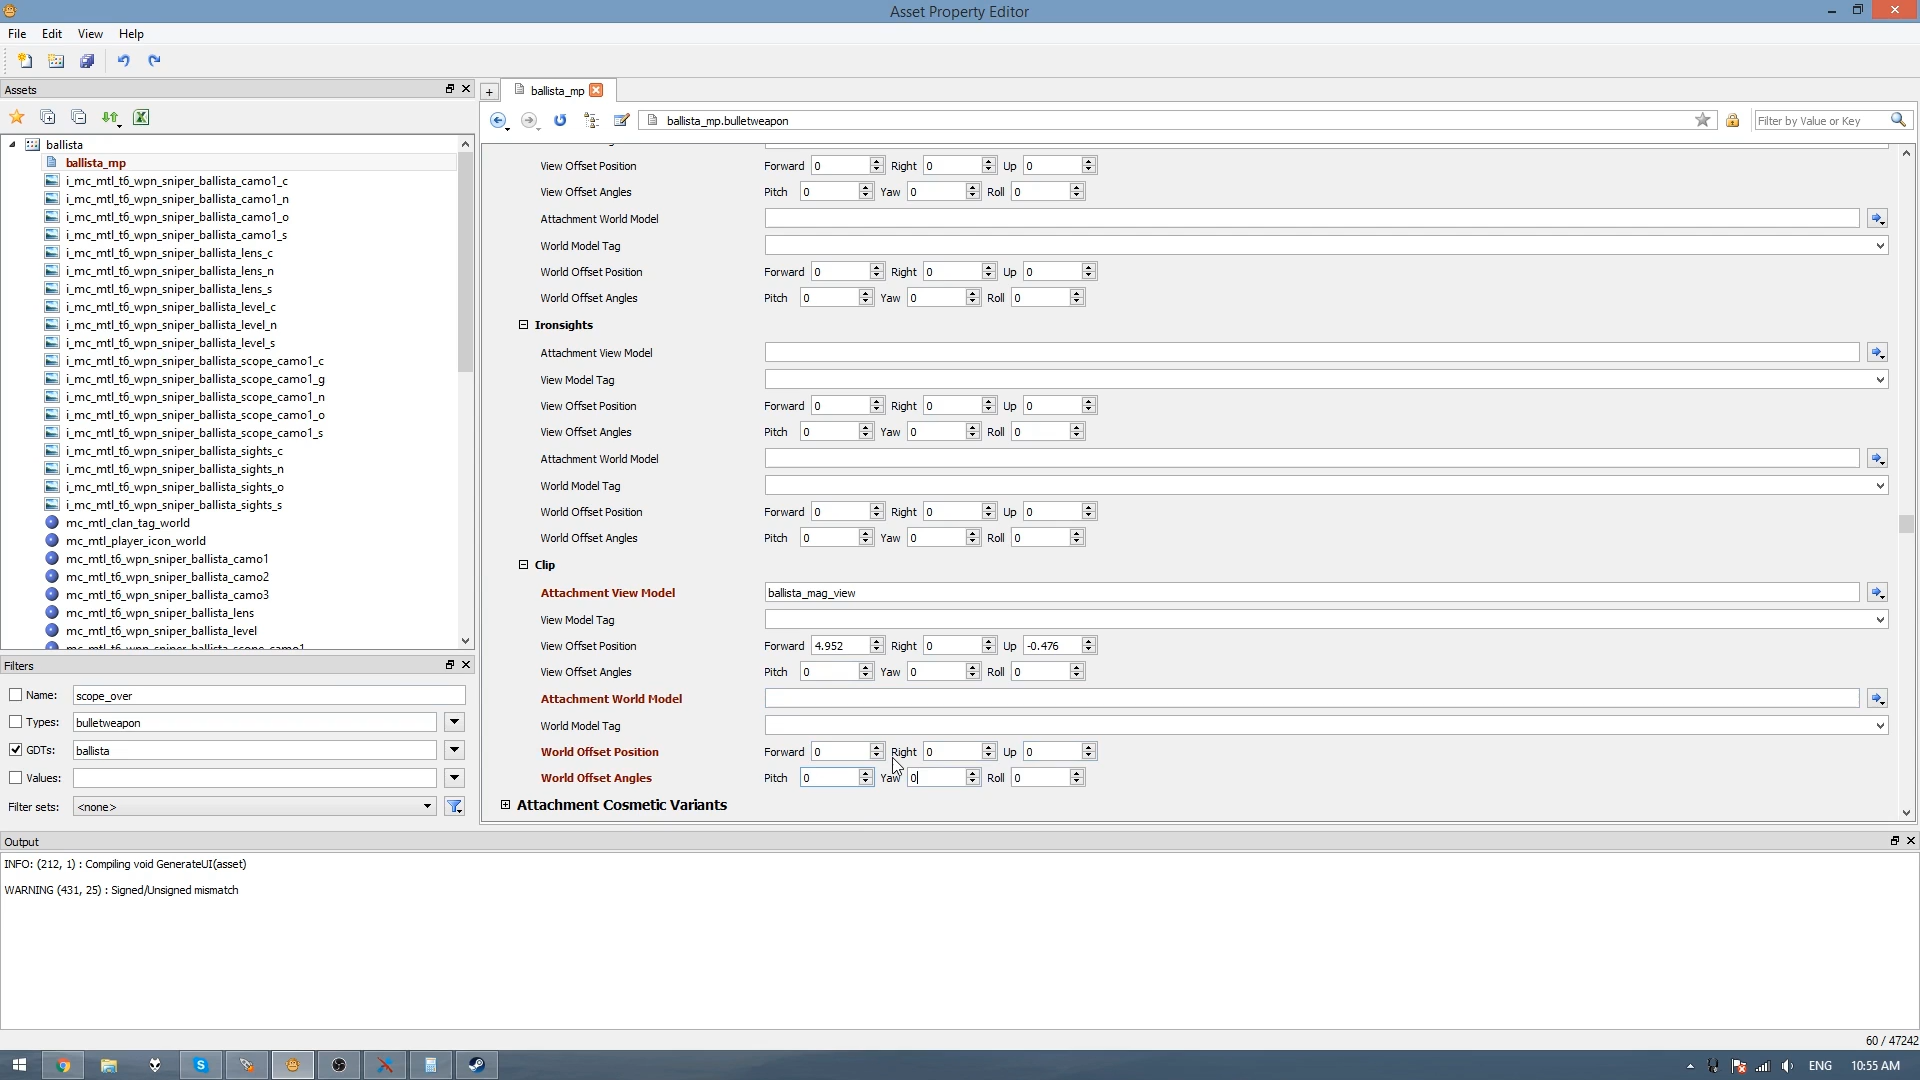 Asset Property Editor
File Edit View Help
Assets
ballista_mp
ballista_mp.bulletweapon
Filter by Value or Key
ballista
ballista_mp
i_mc_mtl_t6_wpn_sniper_ballista_camo1_c
i_mc_mtl_t6_wpn_sniper_ballista_camo1_n
i_mc_mtl_t6_wpn_sniper_ballista_camo1_o
i_mc_mtl_t6_wpn_sniper_ballista_camo1_s
i_mc_mtl_t6_wpn_sniper_ballista_lens_c
i_mc_mtl_t6_wpn_sniper_ballista_lens_n
i_mc_mtl_t6_wpn_sniper_ballista_lens_s
i_mc_mtl_t6_wpn_sniper_ballista_level_c
i_mc_mtl_t6_wpn_sniper_ballista_level_n
i_mc_mtl_t6_wpn_sniper_ballista_level_s
i_mc_mtl_t6_wpn_sniper_ballista_scope_camo1_c
i_mc_mtl_t6_wpn_sniper_ballista_scope_camo1_g
i_mc_mtl_t6_wpn_sniper_ballista_scope_camo1_n
i_mc_mtl_t6_wpn_sniper_ballista_scope_camo1_o
i_mc_mtl_t6_wpn_sniper_ballista_scope_camo1_s
i_mc_mtl_t6_wpn_sniper_ballista_sights_c
i_mc_mtl_t6_wpn_sniper_ballista_sights_n
i_mc_mtl_t6_wpn_sniper_ballista_sights_o
i_mc_mtl_t6_wpn_sniper_ballista_sights_s
mc_mtl_clan_tag_world
mc_mtl_player_icon_world
mc_mtl_t6_wpn_sniper_ballista_camo1
mc_mtl_t6_wpn_sniper_ballista_camo2
mc_mtl_t6_wpn_sniper_ballista_camo3
mc_mtl_t6_wpn_sniper_ballista_lens
mc_mtl_t6_wpn_sniper_ballista_level
Filters
Name: scope_over
Types: bulletweapon
GDTs: ballista
Values:
Filter sets: <none>
View Offset Position Forward 0 Right 0 Up 0
View Offset Angles Pitch 0 Yaw 0 Roll 0
Attachment World Model
World Model Tag
World Offset Position Forward 0 Right 0 Up 0
World Offset Angles Pitch 0 Yaw 0 Roll 0
Ironsights
Attachment View Model
View Model Tag
View Offset Position Forward 0 Right 0 Up 0
View Offset Angles Pitch 0 Yaw 0 Roll 0
Attachment World Model
World Model Tag
World Offset Position Forward 0 Right 0 Up 0
World Offset Angles Pitch 0 Yaw 0 Roll 0
Clip
Attachment View Model ballista_mag_view
View Model Tag
View Offset Position Forward 4.952 Right 0 Up -0.476
View Offset Angles Pitch 0 Yaw 0 Roll 0
Attachment World Model
World Model Tag
World Offset Position Forward 0 Right 0 Up 0
World Offset Angles Pitch 0 Yaw 0 Roll 0
Attachment Cosmetic Variants
Output
INFO: (212, 1) : Compiling void GenerateUI(asset)
WARNING (431, 25) : Signed/Unsigned mismatch
60 / 47242
ENG 10:55 AM